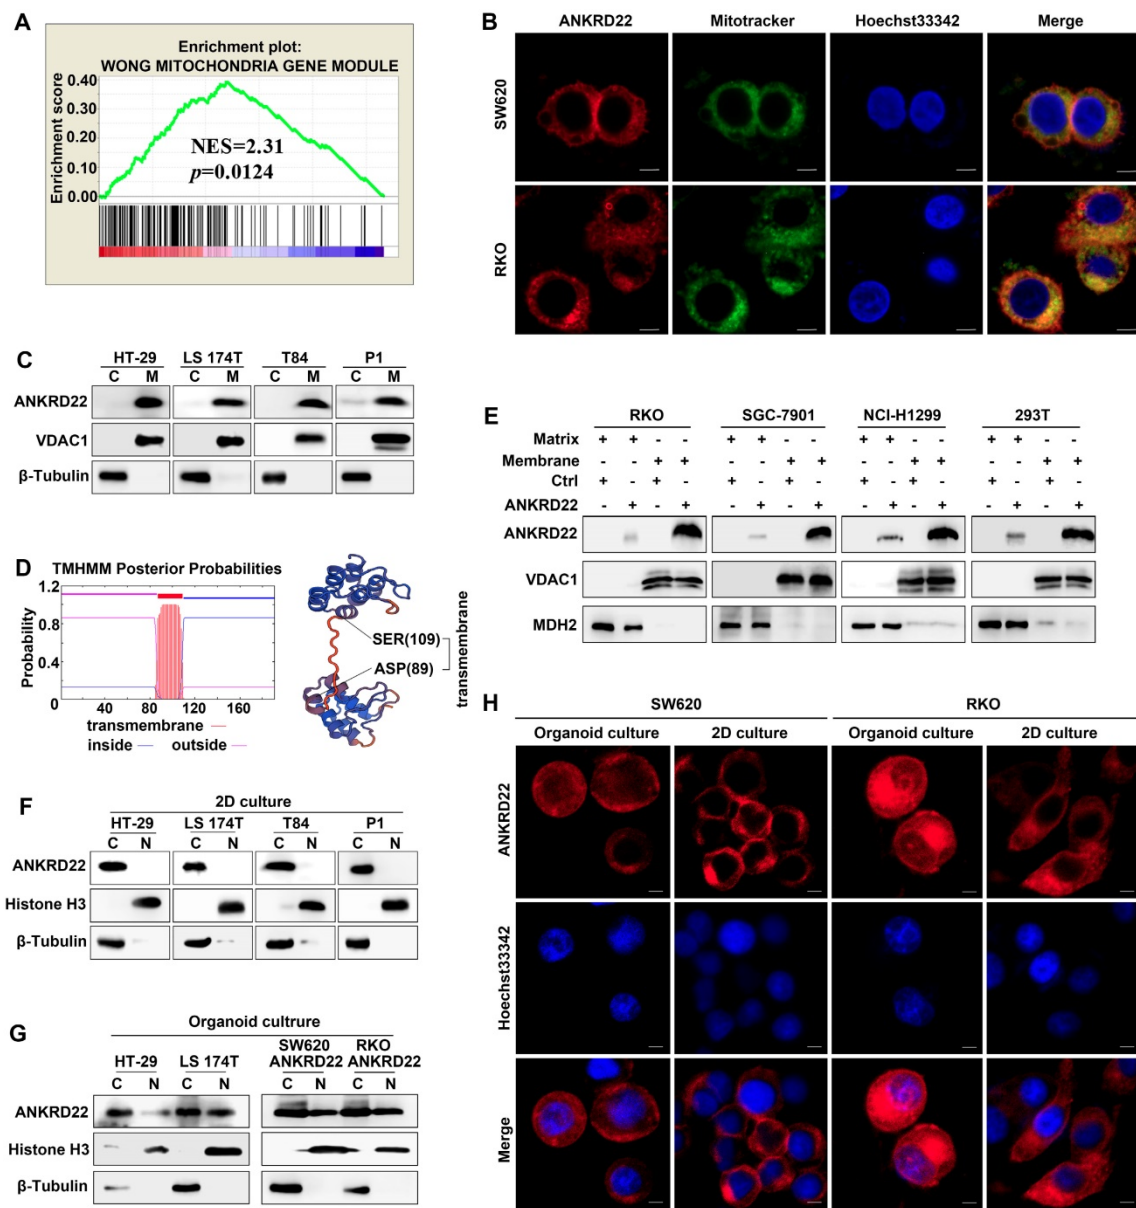 A
Enrichment plot:
WONG MITOCHONDRIA GENE MODULE
Enrichment score
0.40
0.30
0.20
0.10
0.00
NES=2.31
p=0.0124
B
ANKRD22 Mitotracker Hoechst33342 Merge
SW620
RKO
C
HT-29 LS 174T T84 P1
C M C M C M C M
ANKRD22
VDAC1
β-Tubulin
D
TMHMM Posterior Probabilities
Probability
1.2
0.8
0.4
0 40 80 120 160
transmembrane
inside outside
SER(109)
ASP(89)
transmembrane
E
RKO SGC-7901 NCI-H1299 293T
Matrix + + - - + + - - + + - - + + - -
Membrane - - + + - - + + - - + + - - + +
Ctrl + - + - + - + - + - + - + - + -
ANKRD22 - + - + - + - + - + - + - + - +
ANKRD22
VDAC1
MDH2
F
2D culture
HT-29 LS 174T T84 P1
C N C N C N C N
ANKRD22
Histone H3
β-Tubulin
G
Organoid cultrure
HT-29 LS 174T SW620 ANKRD22 RKO ANKRD22
C N C N C N C N
ANKRD22
Histone H3
β-Tubulin
H
SW620 RKO
Organoid culture 2D culture Organoid culture 2D culture
ANKRD22
Hoechst33342
Merge